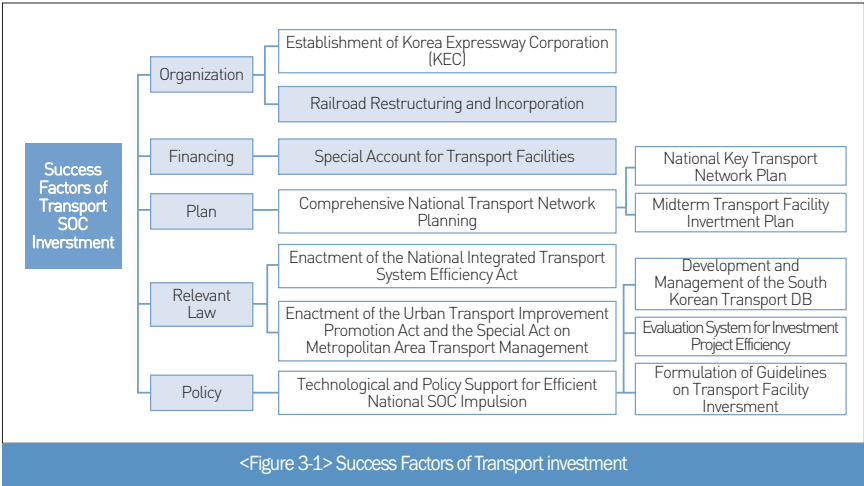 Success
Factors of
Transport
SOC
Inverstment
Organization
Establishment of Korea Expressway Corporation
(KEC)
Railroad Restructuring and Incorporation
Financing
Special Account for Transport Facilities
Plan
Comprehensive National Transport Network
Planning
National Key Transport
Network Plan
Midterm Transport Facility
Invertment Plan
Relevant
Law
Enactment of the National Integrated Transport
System Efficiency Act
Enactment of the Urban Transport Improvement
Promotion Act and the Special Act on
Metropolitan Area Transport Management
Policy
Technological and Policy Support for Efficient
National SOC Impulsion
Development and
Management of the South
Korean Transport DB
Evaluation System for Investment
Project Efficiency
Formulation of Guidelines
on Transport Facility
Inversment
<Figure 3-1> Success Factors of Transport investment